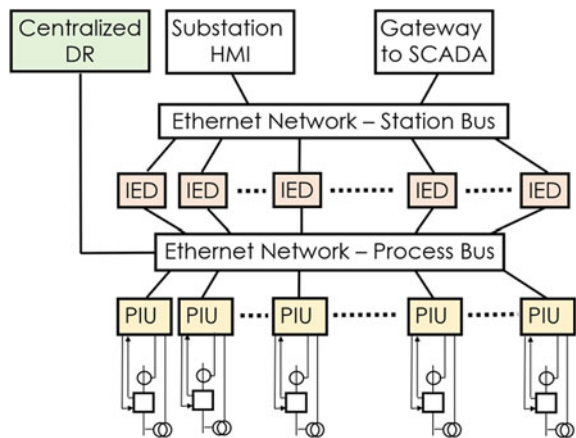 Centralized
DR
Substation
HMI
Gateway
to SCADA
Ethernet Network – Station Bus
IED
IED
IED
IED
IED
Ethernet Network – Process Bus
PIU
PIU
PIU
PIU
PIU